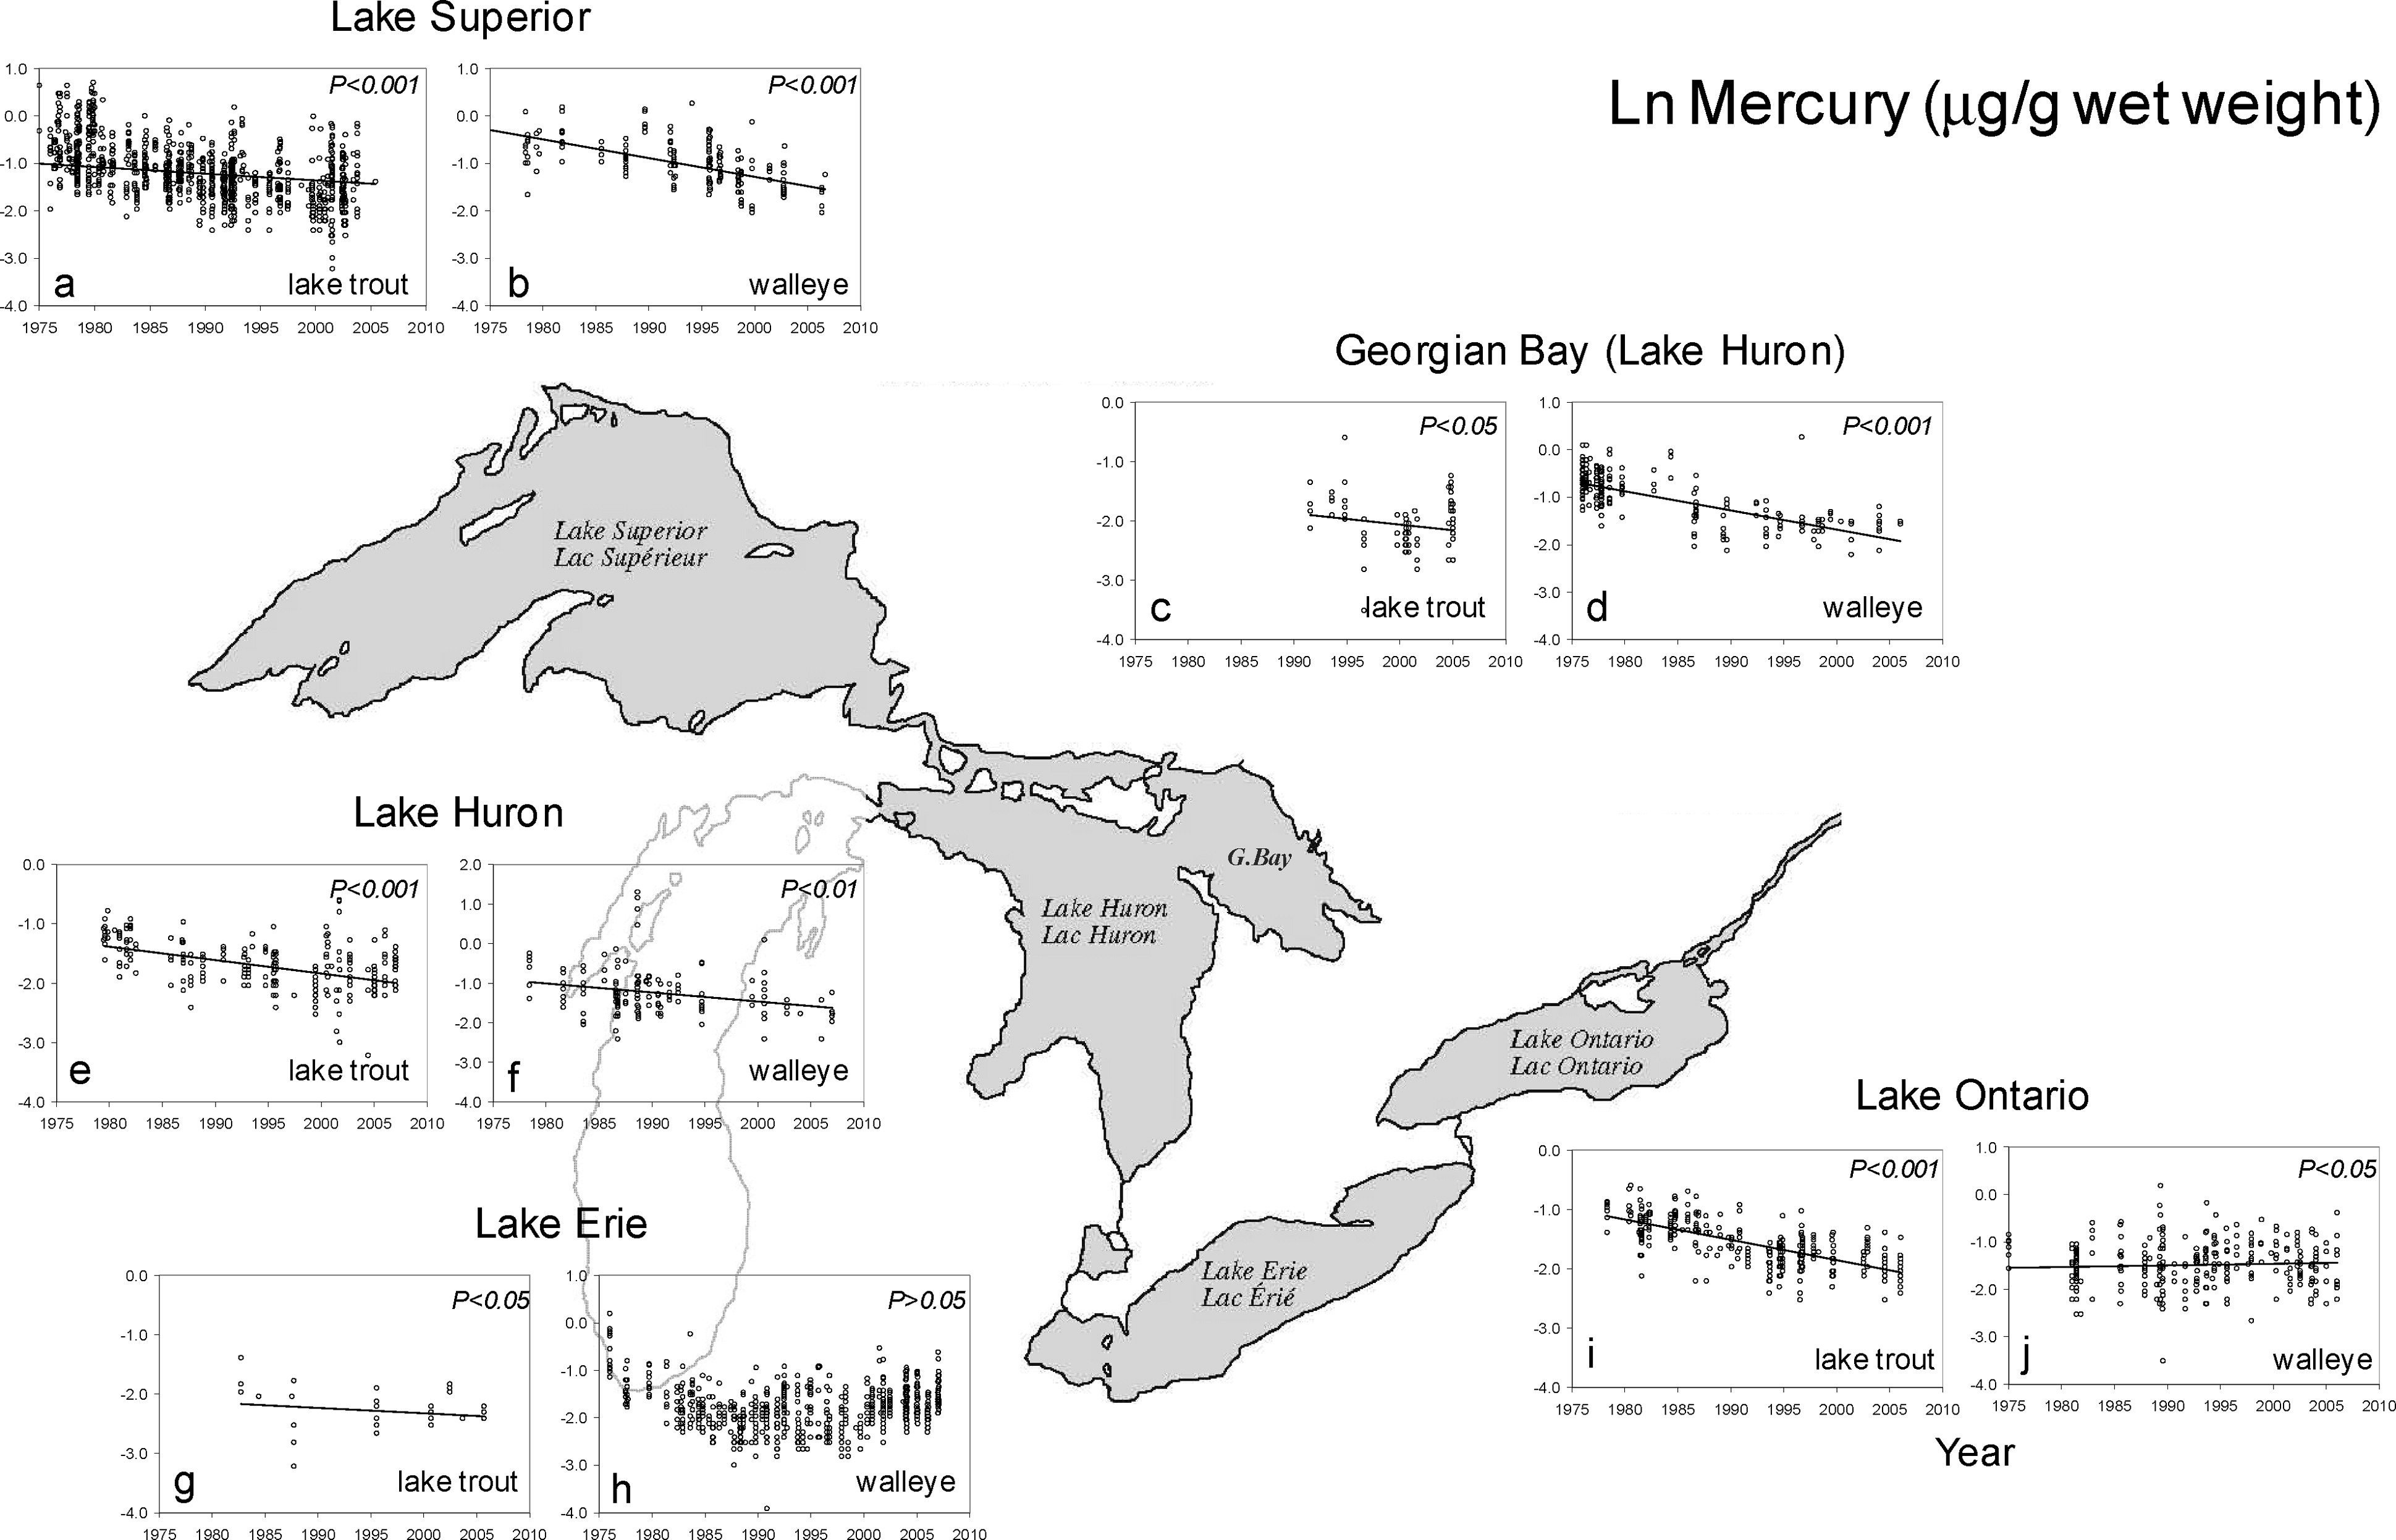 Lake Superior
Ln Mercury (µg/g wet weight)
1.0
0.0
-1.0
-2.0
-3.0
-4.0
P<0.001
a
lake trout
1975 1980 1985 1990 1995 2000 2005 2010
1.0
0.0
-1.0
-2.0
-3.0
-4.0
P<0.001
b
walleye
1975 1980 1985 1990 1995 2000 2005 2010
Georgian Bay (Lake Huron)
0.0
-1.0
-2.0
-3.0
-4.0
P<0.05
c
lake trout
1975 1980 1985 1990 1995 2000 2005 2010
1.0
0.0
-1.0
-2.0
-3.0
-4.0
P<0.001
d
walleye
1975 1980 1985 1990 1995 2000 2005 2010
Lake Superior
Lac Supérieur
G.Bay
Lake Huron
Lac Huron
Lake Ontario
Lac Ontario
Lake Erie
Lac Érié
Lake Huron
0.0
-1.0
-2.0
-3.0
-4.0
P<0.001
e
lake trout
1975 1980 1985 1990 1995 2000 2005 2010
2.0
1.0
0.0
-1.0
-2.0
-3.0
-4.0
P<0.01
f
walleye
1975 1980 1985 1990 1995 2000 2005 2010
Lake Erie
0.0
-1.0
-2.0
-3.0
-4.0
P<0.05
g
lake trout
1975 1980 1985 1990 1995 2000 2005 2010
1.0
0.0
-1.0
-2.0
-3.0
-4.0
P>0.05
h
walleye
1975 1980 1985 1990 1995 2000 2005 2010
Lake Ontario
0.0
-1.0
-2.0
-3.0
-4.0
P<0.001
i
lake trout
1975 1980 1985 1990 1995 2000 2005 2010
1.0
0.0
-1.0
-2.0
-3.0
-4.0
P<0.05
j
walleye
1975 1980 1985 1990 1995 2000 2005 2010
Year